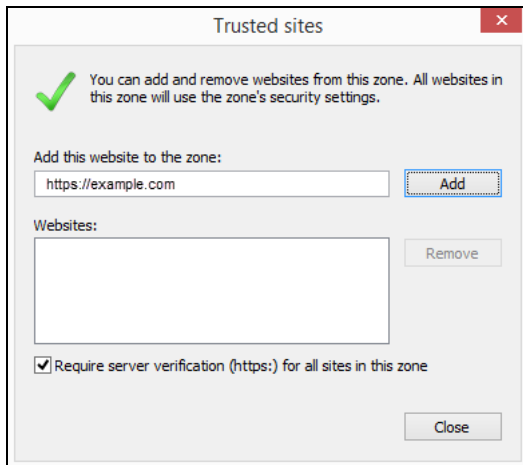 Trusted sites
You can add and remove websites from this zone. All websites in
this zone will use the zone's security settings.
Add this website to the zone:
https://example.com
Add
Websites:
Remove
Require server verification (https:) for all sites in this zone
Close